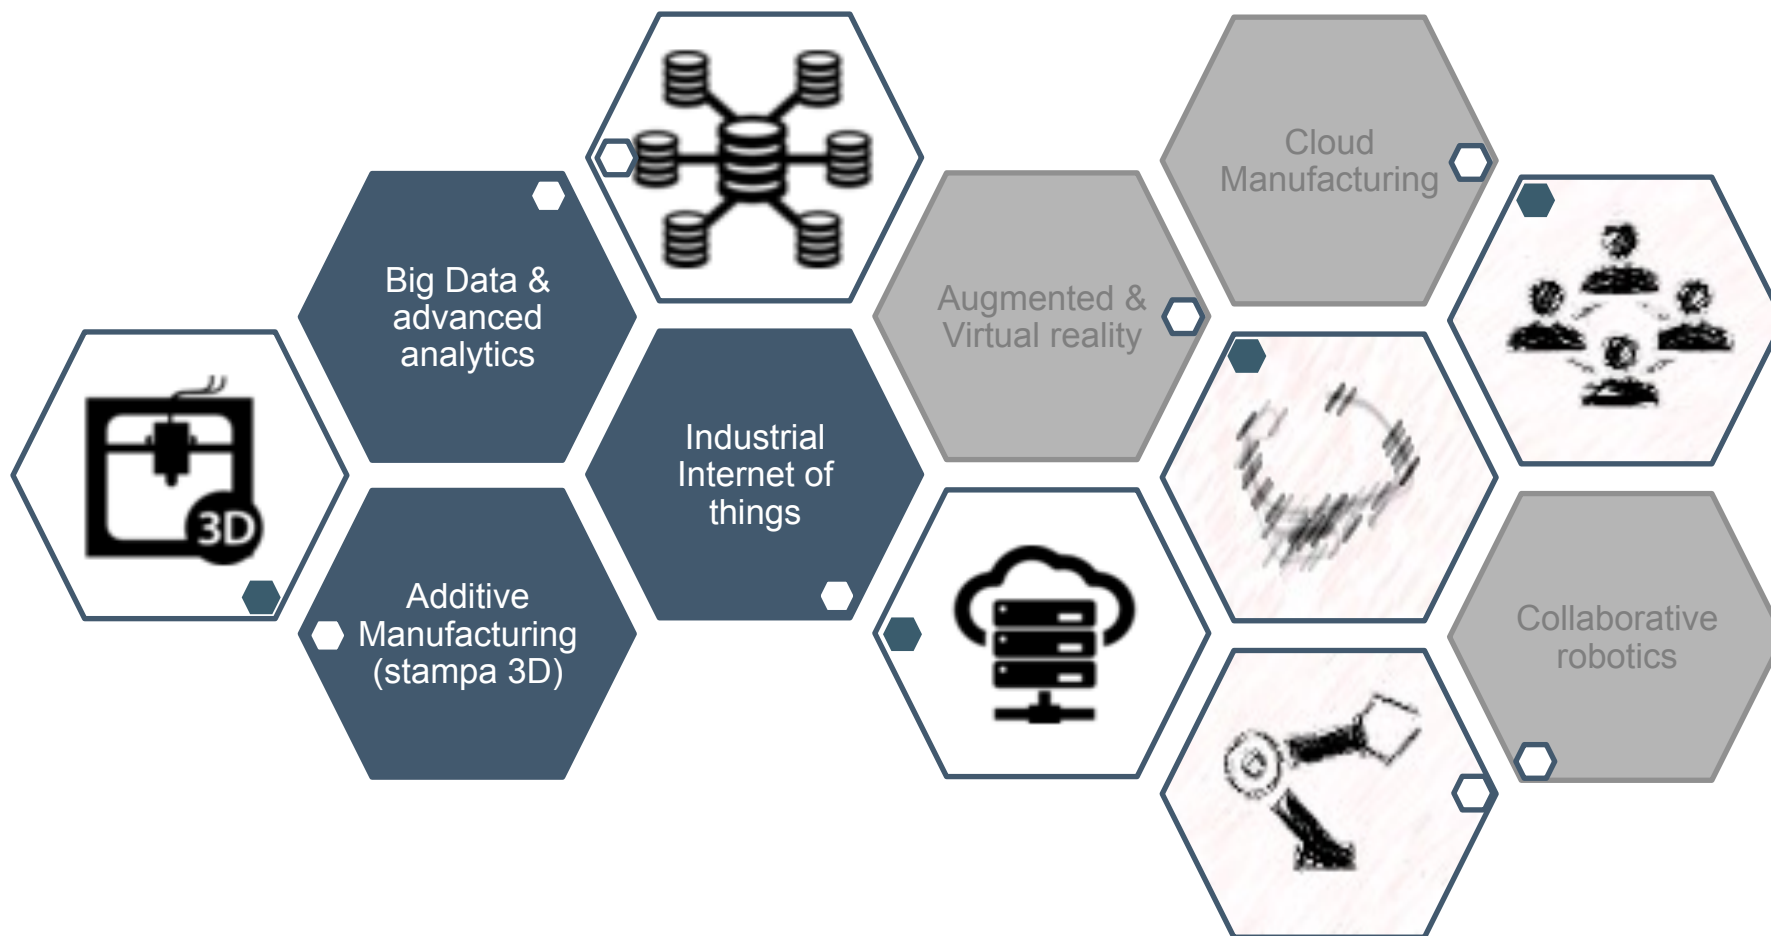 Big Data &
advanced
analytics
3D
Additive
Manufacturing
(stampa 3D)
Industrial
Internet of
things
Augmented &
Virtual reality
Cloud
Manufacturing
Collaborative
robotics